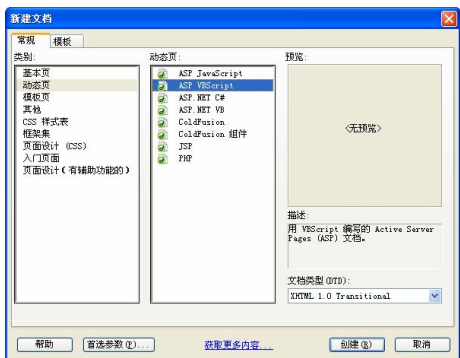 新建文档
常规 模板
类别:
基本页
动态页
模板页
其他
CSS 样式表
框架集
页面设计 (CSS)
入门页面
页面设计(有辅助功能的)
动态页:
ASP JavaScript
ASP VBScript
ASP.NET C#
ASP.NET VB
ColdFusion
ColdFusion 组件
JSP
PHP
预览:
<无预览>
描述:
用 VBScript 编写的 Active Server
Pages (ASP) 文档。
文档类型(DTD):
XHTML 1.0 Transitional
帮助 首选参数(P)... 获取更多内容... 创建(R) 取消